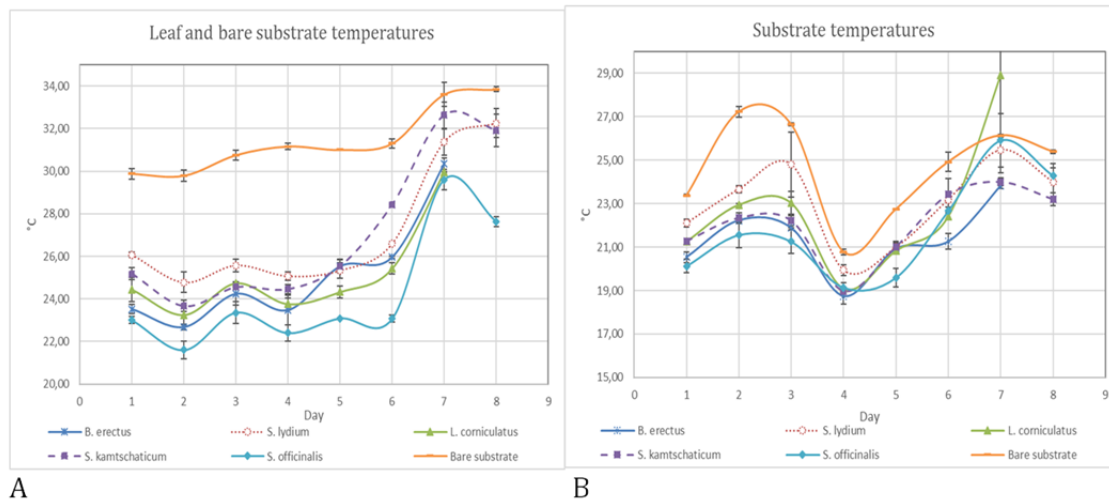 Leaf and bare substrate temperatures
34,00
32,00
30,00
28,00
26,00
24,00
22,00
20,00
°C
0 1 2 3 4 5 6 7 8 9
Day
B. erectus S. lydium L. corniculatus
S. kamtschaticum S. officinalis Bare substrate
A
Substrate temperatures
29,00
27,00
25,00
23,00
21,00
19,00
17,00
15,00
°C
0 1 2 3 4 5 6 7 8 9
Day
B. erectus S. lydium L. corniculatus
S. kamtschaticum S. officinalis Bare substrate
B